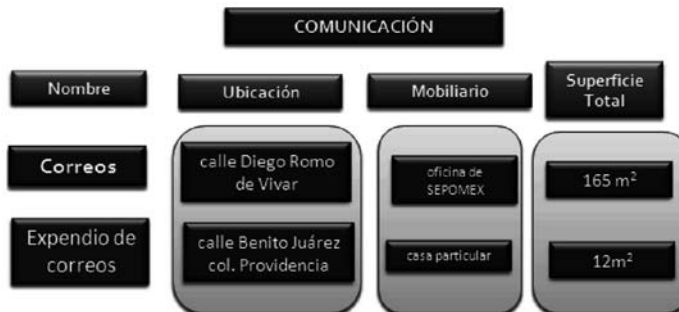 COMUNICACIÓN
Nombre
Ubicación
Mobiliario
Superficie
Total
Correos
calle Diego Romo
de Vivar
oficina de
SEPOMEX
165 m²
Expendio de
correos
calle Benito Juárez
col. Providencia
casa particular
12m²